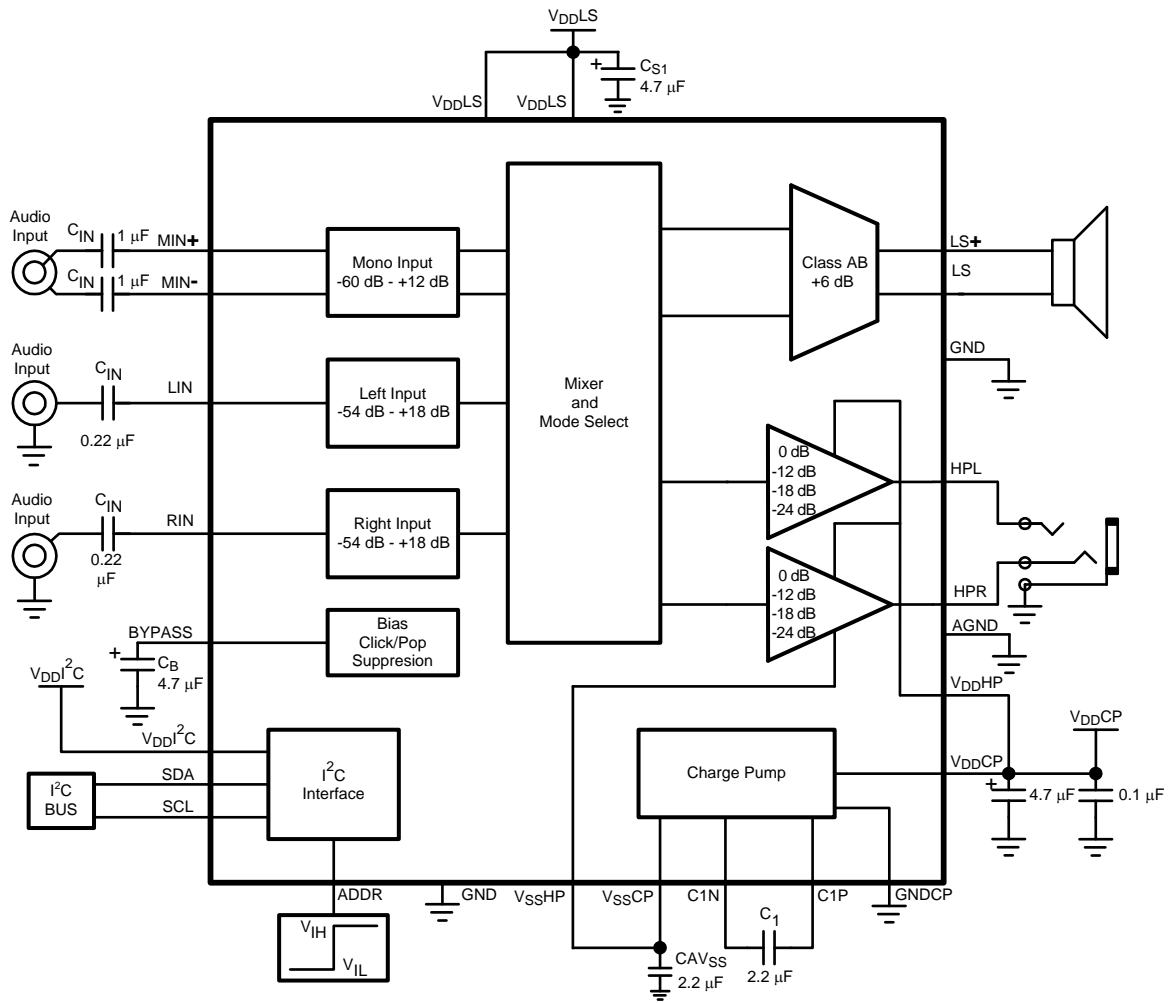 VDDLS
CS1
+
4.7 μF
VDDLS
VDDLS
Audio
Input
CIN
1 μF
MIN+
CIN
1 μF
MIN-
Mono Input
-60 dB - +12 dB
Mixer
and
Mode Select
Class AB
+6 dB
LS+
LS
GND
Audio
Input
CIN
LIN
0.22 μF
Left Input
-54 dB - +18 dB
0 dB
-12 dB
-18 dB
-24 dB
HPL
Audio
Input
CIN
RIN
0.22
μF
Right Input
-54 dB - +18 dB
0 dB
-12 dB
-18 dB
-24 dB
HPR
AGND
BYPASS
+
CB
4.7 μF
Bias
Click/Pop
Suppresion
VDDHP
VDDI²C
VDDI²C
I²C
BUS
SDA
SCL
I²C
Interface
Charge Pump
VDDCP
VDDCP
+
4.7 μF
0.1 μF
ADDR
GND
VSSHP
VSSCP
C1N
C1P
GNDCP
VIH
VIL
C1
2.2 μF
CAVSS
2.2 μF